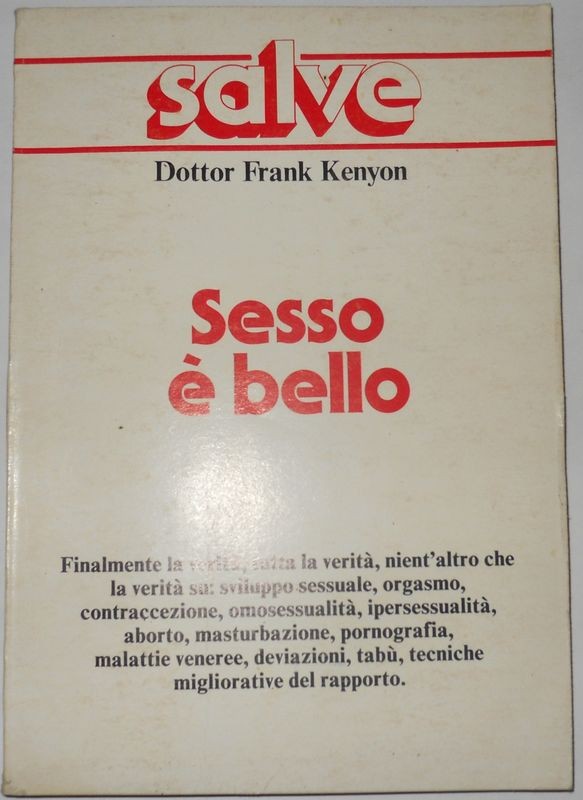 salve
Dottor Frank Kenyon
Sesso
è bello
Finalmente la verità, tutta la verità, nient'altro che
la verità su: sviluppo sessuale, orgasmo,
contraccezione, omosessualità, ipersessualità,
aborto, masturbazione, pornografia,
malattie veneree, deviazioni, tabù, tecniche
migliorative del rapporto.